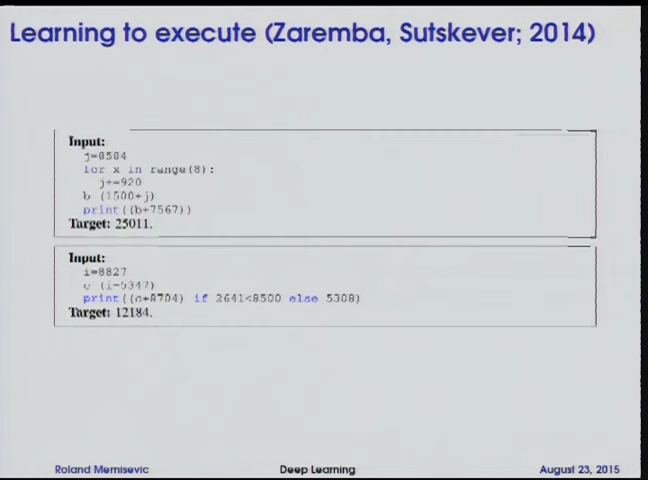 Learning to execute (Zaremba, Sutskever; 2014)
Input:
j=8584
for x in range(8):
j+=920
b (1500+j)
print((b+7567))
Target: 25011.
Input:
i=8827
c (i-5347)
print((c+8704) if 2641<8500 else 5308)
Target: 12184.
Roland Memisevic
Deep Learning
August 23, 2015